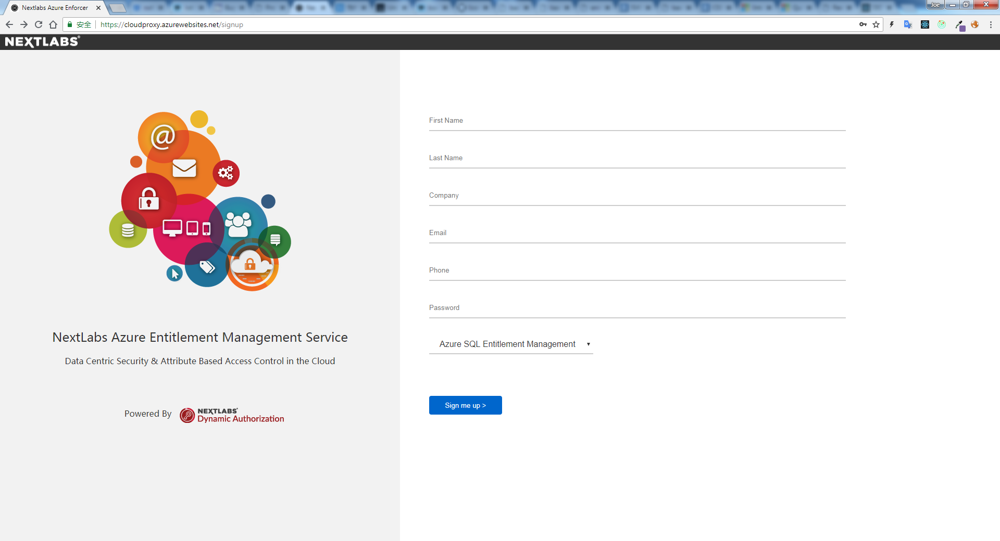 Nextlabs Azure Enforcer
Joe
安全
https://cloudproxy.azurewebsites.net/signup
NEXTLABS®
@
First Name
Last Name
Company
Email
Phone
Password
Azure SQL Entitlement Management
Sign me up >
NextLabs Azure Entitlement Management Service
Data Centric Security & Attribute Based Access Control in the Cloud
Powered By
NEXTLABS®
Dynamic Authorization